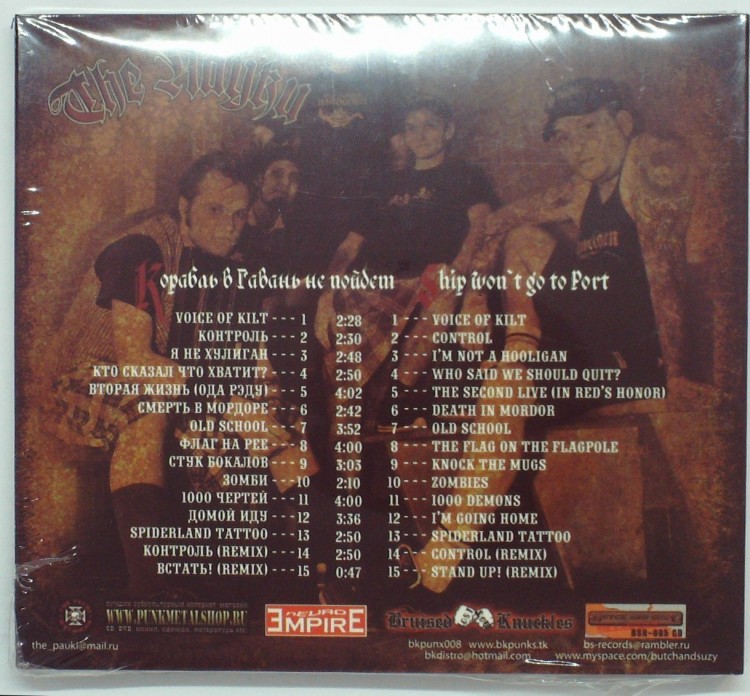 The Пауки
Корабль в Гавань не пойдет
Ship won`t go to Port
VOICE OF KILT --- 1 2:28 1 --- VOICE OF KILT
КОНТРОЛЬ --- 2 2:30 2 --- CONTROL
Я НЕ ХУЛИГАН --- 3 2:48 3 --- I'M NOT A HOOLIGAN
КТО СКАЗАЛ ЧТО ХВАТИТ? --- 4 2:50 4 --- WHO SAID WE SHOULD QUIT?
ВТОРАЯ ЖИЗНЬ (ОДА РЭДУ) --- 5 4:02 5 --- THE SECOND LIVE (IN RED'S HONOR)
СМЕРТЬ В МОРДОРЕ --- 6 2:42 6 --- DEATH IN MORDOR
OLD SCHOOL --- 7 3:52 7 --- OLD SCHOOL
ФЛАГ НА РЕЕ --- 8 4:00 8 --- THE FLAG ON THE FLAGPOLE
СТУК БОКАЛОВ --- 9 3:03 9 --- KNOCK THE MUGS
ЗОМБИ --- 10 2:10 10 --- ZOMBIES
1000 ЧЕРТЕЙ --- 11 4:00 11 --- 1000 DEMONS
ДОМОЙ ИДУ --- 12 3:36 12 --- I'M GOING HOME
SPIDERLAND TATTOO --- 13 2:50 13 --- SPIDERLAND TATTOO
КОНТРОЛЬ (REMIX) --- 14 2:50 14 --- CONTROL (REMIX)
ВСТАТЬ! (REMIX) --- 15 0:47 15 --- STAND UP! (REMIX)
WWW.PUNKMETALSHOP.RU
NEURO
EMPIRE
Bruised Knuckles
BSR-005 CD
the_pauki@mail.ru
bkpunx008 www.bkpunks.tk
bkdistro@hotmail.com
bs-records@rambler.ru
www.myspace.com/butchandsuzy